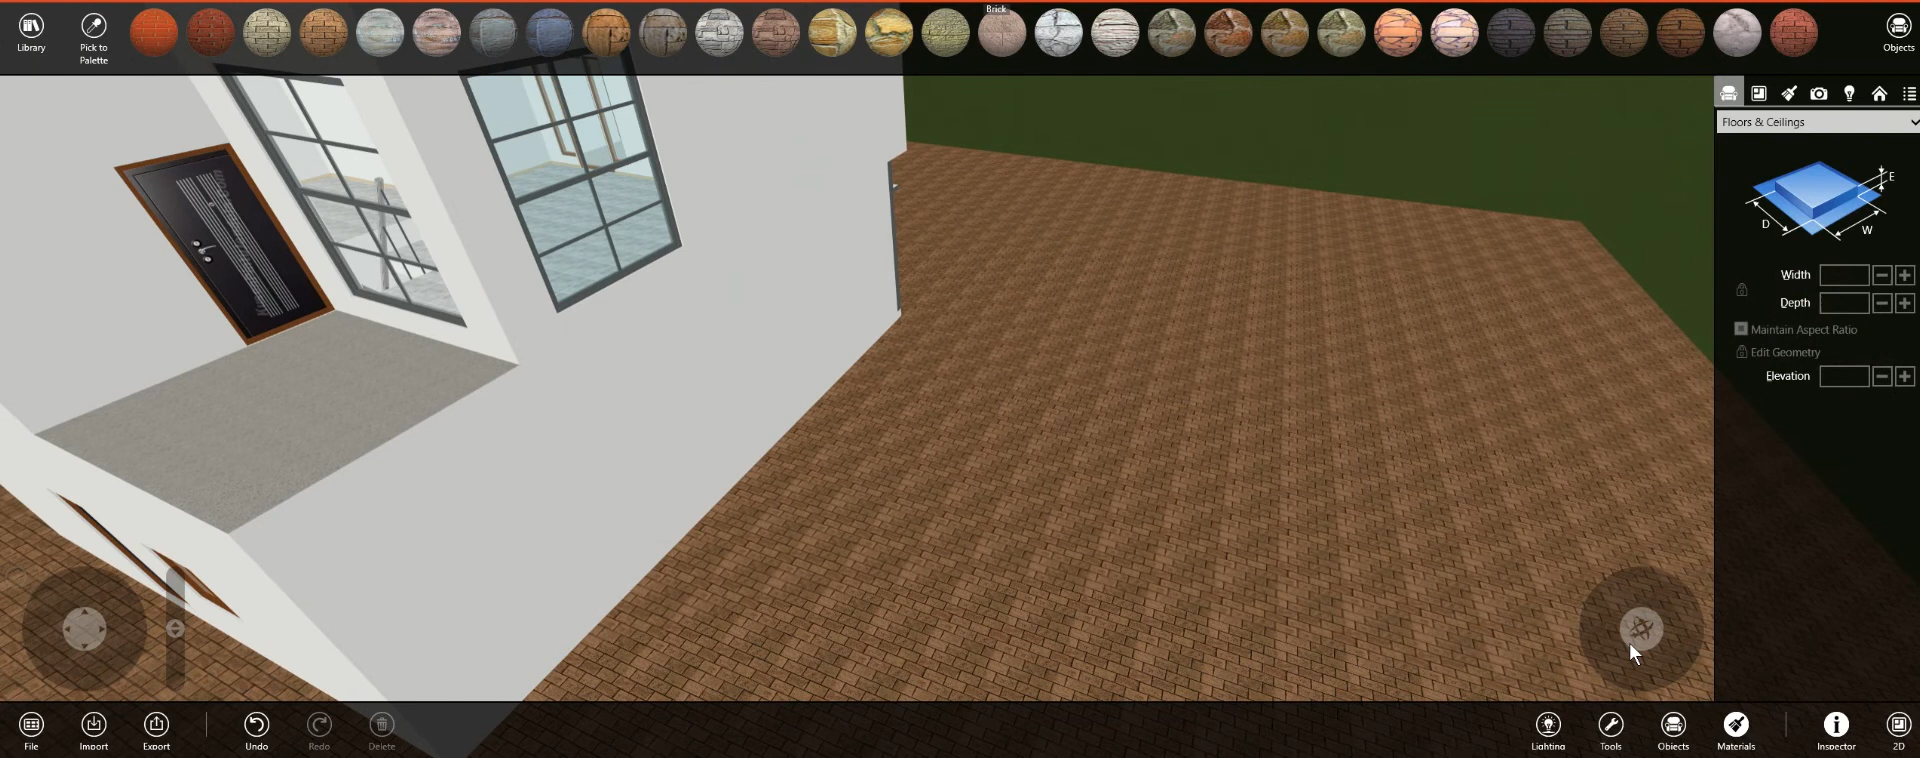 Brick
Library
Pick to
Palette
Objects
Floors & Ceilings
E
D
W
Width
Depth
Maintain Aspect Ratio
Edit Geometry
Elevation
File
Import
Export
Undo
Redo
Delete
Lighting
Tools
Objects
Materials
Inspector
2D